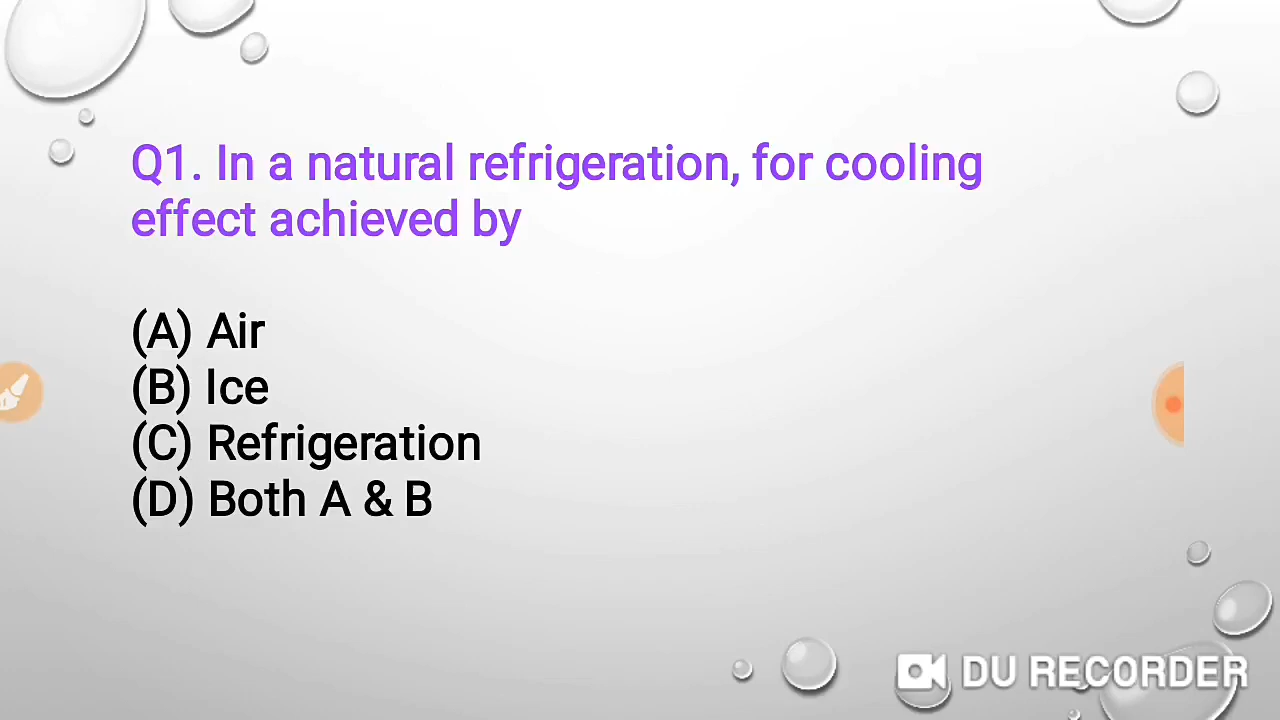 Q1. In a natural refrigeration, for cooling
effect achieved by
(A) Air
(B) Ice
(C) Refrigeration
(D) Both A & B
DU RECORDER